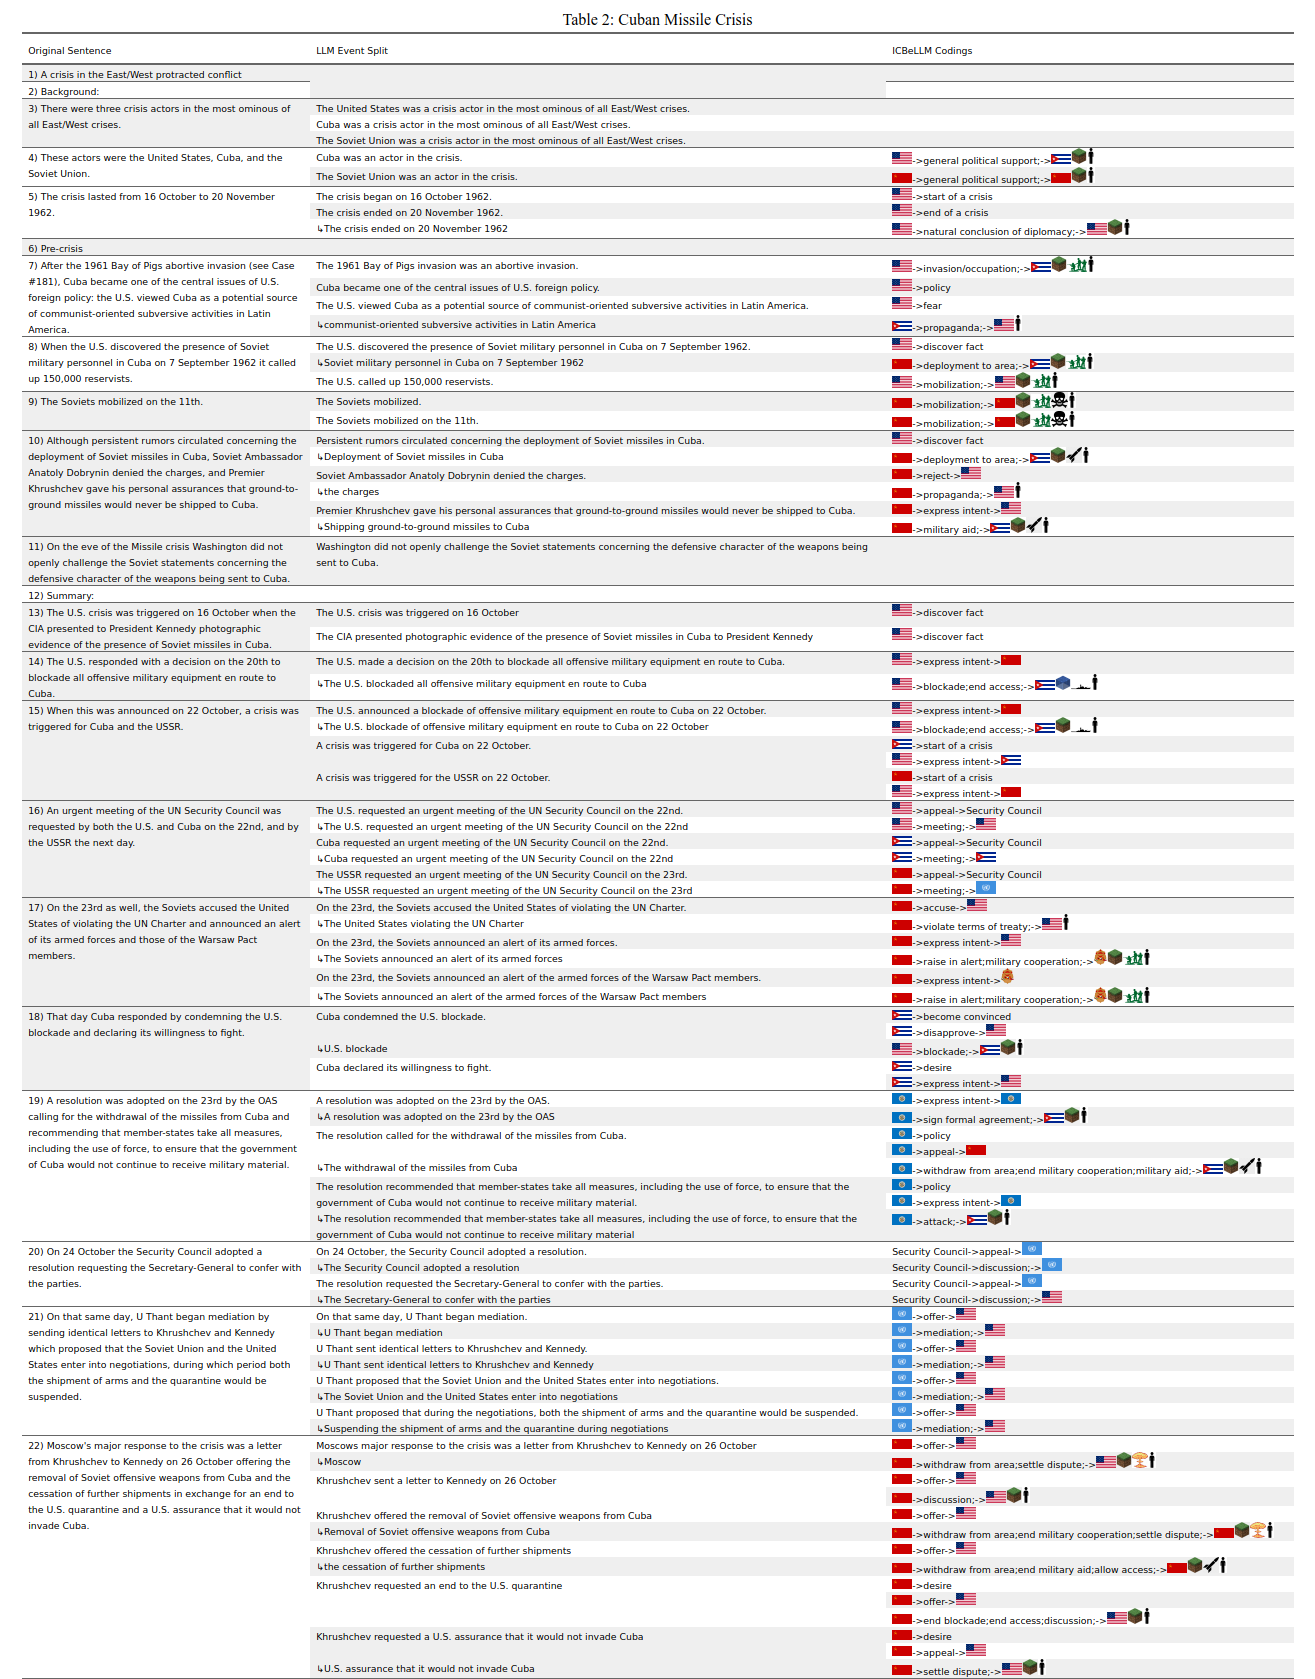 Table 2: Cuban Missile Crisis
Original Sentence
LLM Event Split
ICBeLLM Codings
1) A crisis in the East/West protracted conflict
2) Background:
3) There were three crisis actors in the most ominous of
all East/West crises.
The United States was a crisis actor in the most ominous of all East/West crises.
Cuba was a crisis actor in the most ominous of all East/West crises.
The Soviet Union was a crisis actor in the most ominous of all East/West crises.
4) These actors were the United States, Cuba, and the
Soviet Union.
Cuba was an actor in the crisis.
->general political support;->
The Soviet Union was an actor in the crisis.
->general political support;->
5) The crisis lasted from 16 October to 20 November
1962.
The crisis began on 16 October 1962.
->start of a crisis
The crisis ended on 20 November 1962.
->end of a crisis
↳The crisis ended on 20 November 1962
->natural conclusion of diplomacy;->
6) Pre-crisis
7) After the 1961 Bay of Pigs abortive invasion (see Case
#181), Cuba became one of the central issues of U.S.
foreign policy: the U.S. viewed Cuba as a potential source
of communist-oriented subversive activities in Latin
America.
The 1961 Bay of Pigs invasion was an abortive invasion.
->invasion/occupation;->
Cuba became one of the central issues of U.S. foreign policy.
->policy
The U.S. viewed Cuba as a potential source of communist-oriented subversive activities in Latin America.
->fear
↳communist-oriented subversive activities in Latin America
->propaganda;->
8) When the U.S. discovered the presence of Soviet
military personnel in Cuba on 7 September 1962 it called
up 150,000 reservists.
The U.S. discovered the presence of Soviet military personnel in Cuba on 7 September 1962.
->discover fact
↳Soviet military personnel in Cuba on 7 September 1962
->deployment to area;->
The U.S. called up 150,000 reservists.
->mobilization;->
9) The Soviets mobilized on the 11th.
The Soviets mobilized.
->mobilization;->
The Soviets mobilized on the 11th.
->mobilization;->
10) Although persistent rumors circulated concerning the
deployment of Soviet missiles in Cuba, Soviet Ambassador
Anatoly Dobrynin denied the charges, and Premier
Khrushchev gave his personal assurances that ground-to-
ground missiles would never be shipped to Cuba.
Persistent rumors circulated concerning the deployment of Soviet missiles in Cuba.
->discover fact
↳Deployment of Soviet missiles in Cuba
->deployment to area;->
Soviet Ambassador Anatoly Dobrynin denied the charges.
->reject->
↳the charges
->propaganda;->
Premier Khrushchev gave his personal assurances that ground-to-ground missiles would never be shipped to Cuba.
->express intent->
↳Shipping ground-to-ground missiles to Cuba
->military aid;->
11) On the eve of the Missile crisis Washington did not
openly challenge the Soviet statements concerning the
defensive character of the weapons being sent to Cuba.
Washington did not openly challenge the Soviet statements concerning the defensive character of the weapons being
sent to Cuba.
12) Summary:
13) The U.S. crisis was triggered on 16 October when the
CIA presented to President Kennedy photographic
evidence of the presence of Soviet missiles in Cuba.
The U.S. crisis was triggered on 16 October
->discover fact
The CIA presented photographic evidence of the presence of Soviet missiles in Cuba to President Kennedy
->discover fact
14) The U.S. responded with a decision on the 20th to
blockade all offensive military equipment en route to
Cuba.
The U.S. made a decision on the 20th to blockade all offensive military equipment en route to Cuba.
->express intent->
↳The U.S. blockaded all offensive military equipment en route to Cuba
->blockade;end access;->
15) When this was announced on 22 October, a crisis was
triggered for Cuba and the USSR.
The U.S. announced a blockade of offensive military equipment en route to Cuba on 22 October.
->express intent->
↳The U.S. blockade of offensive military equipment en route to Cuba on 22 October
->blockade;end access;->
A crisis was triggered for Cuba on 22 October.
->start of a crisis
->express intent->
A crisis was triggered for the USSR on 22 October.
->start of a crisis
->express intent->
16) An urgent meeting of the UN Security Council was
requested by both the U.S. and Cuba on the 22nd, and by
the USSR the next day.
The U.S. requested an urgent meeting of the UN Security Council on the 22nd.
->appeal->Security Council
↳The U.S. requested an urgent meeting of the UN Security Council on the 22nd
->meeting;->
Cuba requested an urgent meeting of the UN Security Council on the 22nd.
->appeal->Security Council
↳Cuba requested an urgent meeting of the UN Security Council on the 22nd
->meeting;->
The USSR requested an urgent meeting of the UN Security Council on the 23rd.
->appeal->Security Council
↳The USSR requested an urgent meeting of the UN Security Council on the 23rd
->meeting;->
17) On the 23rd as well, the Soviets accused the United
States of violating the UN Charter and announced an alert
of its armed forces and those of the Warsaw Pact
members.
On the 23rd, the Soviets accused the United States of violating the UN Charter.
->accuse->
↳The United States violating the UN Charter
->violate terms of treaty;->
On the 23rd, the Soviets announced an alert of its armed forces.
->express intent->
↳The Soviets announced an alert of its armed forces
->raise in alert;military cooperation;->
On the 23rd, the Soviets announced an alert of the armed forces of the Warsaw Pact members.
->express intent->
↳The Soviets announced an alert of the armed forces of the Warsaw Pact members
->raise in alert;military cooperation;->
18) That day Cuba responded by condemning the U.S.
blockade and declaring its willingness to fight.
Cuba condemned the U.S. blockade.
->become convinced
->disapprove->
↳U.S. blockade
->blockade;->
Cuba declared its willingness to fight.
->desire
->express intent->
19) A resolution was adopted on the 23rd by the OAS
calling for the withdrawal of the missiles from Cuba and
recommending that member-states take all measures,
including the use of force, to ensure that the government
of Cuba would not continue to receive military material.
A resolution was adopted on the 23rd by the OAS.
->express intent->
↳A resolution was adopted on the 23rd by the OAS
->sign formal agreement;->
The resolution called for the withdrawal of the missiles from Cuba.
->policy
->appeal->
↳The withdrawal of the missiles from Cuba
->withdraw from area;end military cooperation;military aid;->
The resolution recommended that member-states take all measures, including the use of force, to ensure that the
government of Cuba would not continue to receive military material.
->policy
->express intent->
↳The resolution recommended that member-states take all measures, including the use of force, to ensure that the
government of Cuba would not continue to receive military material
->attack;->
20) On 24 October the Security Council adopted a
resolution requesting the Secretary-General to confer with
the parties.
On 24 October, the Security Council adopted a resolution.
Security Council->appeal->
↳The Security Council adopted a resolution
Security Council->discussion;->
The resolution requested the Secretary-General to confer with the parties.
Security Council->appeal->
↳The Secretary-General to confer with the parties
Security Council->discussion;->
21) On that same day, U Thant began mediation by
sending identical letters to Khrushchev and Kennedy
which proposed that the Soviet Union and the United
States enter into negotiations, during which period both
the shipment of arms and the quarantine would be
suspended.
On that same day, U Thant began mediation.
->offer->
↳U Thant began mediation
->mediation;->
U Thant sent identical letters to Khrushchev and Kennedy.
->offer->
↳U Thant sent identical letters to Khrushchev and Kennedy
->mediation;->
U Thant proposed that the Soviet Union and the United States enter into negotiations.
->offer->
↳The Soviet Union and the United States enter into negotiations
->mediation;->
U Thant proposed that during the negotiations, both the shipment of arms and the quarantine would be suspended.
->offer->
↳Suspending the shipment of arms and the quarantine during negotiations
->mediation;->
22) Moscow's major response to the crisis was a letter
from Khrushchev to Kennedy on 26 October offering the
removal of Soviet offensive weapons from Cuba and the
cessation of further shipments in exchange for an end to
the U.S. quarantine and a U.S. assurance that it would not
invade Cuba.
Moscows major response to the crisis was a letter from Khrushchev to Kennedy on 26 October
->offer->
↳Moscow
->withdraw from area;settle dispute;->
Khrushchev sent a letter to Kennedy on 26 October
->offer->
->discussion;->
Khrushchev offered the removal of Soviet offensive weapons from Cuba
->offer->
↳Removal of Soviet offensive weapons from Cuba
->withdraw from area;end military cooperation;settle dispute;->
Khrushchev offered the cessation of further shipments
->offer->
↳the cessation of further shipments
->withdraw from area;end military aid;allow access;->
Khrushchev requested an end to the U.S. quarantine
->desire
->offer->
->end blockade;end access;discussion;->
Khrushchev requested a U.S. assurance that it would not invade Cuba
->desire
->appeal->
↳U.S. assurance that it would not invade Cuba
->settle dispute;->